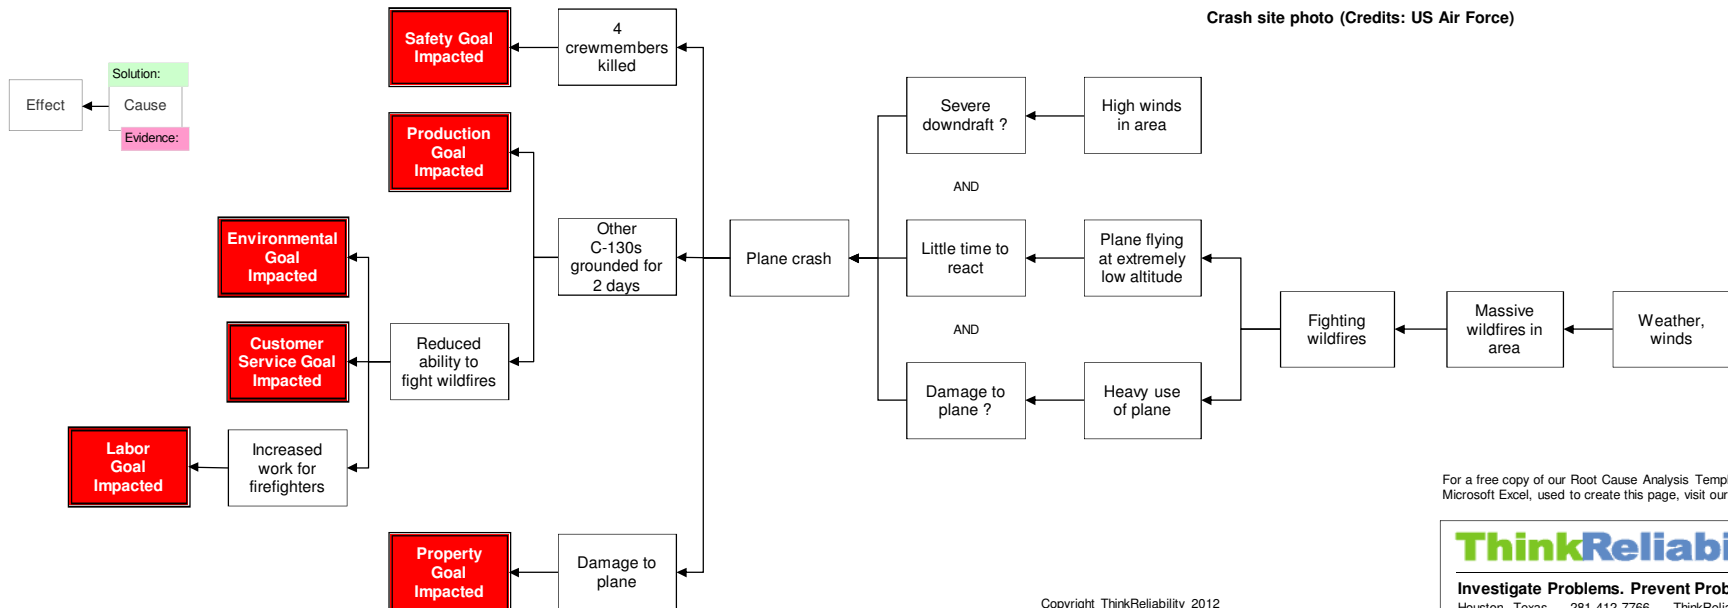 Crash site photo (Credits: US Air Force)
Solution:
Effect
Cause
Evidence:
Safety Goal
Impacted
4
crewmembers
killed
Production
Goal
Impacted
Environmental
Goal
Impacted
Other
C-130s
grounded for
2 days
Customer
Service Goal
Impacted
Reduced
ability to
fight wildfires
Labor
Goal
Impacted
Increased
work for
firefighters
Property
Goal
Impacted
Damage to
plane
Plane crash
Severe
downdraft ?
High winds
in area
AND
Little time to
react
Plane flying
at extremely
low altitude
AND
Damage to
plane ?
Heavy use
of plane
Fighting
wildfires
Massive
wildfires in
area
Weather,
winds
For a free copy of our Root Cause Analysis
Microsoft Excel, used to create this page, visit our
Investigate Problems. Prevent
Houston, Texas 281-412-7766
Copyright ThinkReliability 2012